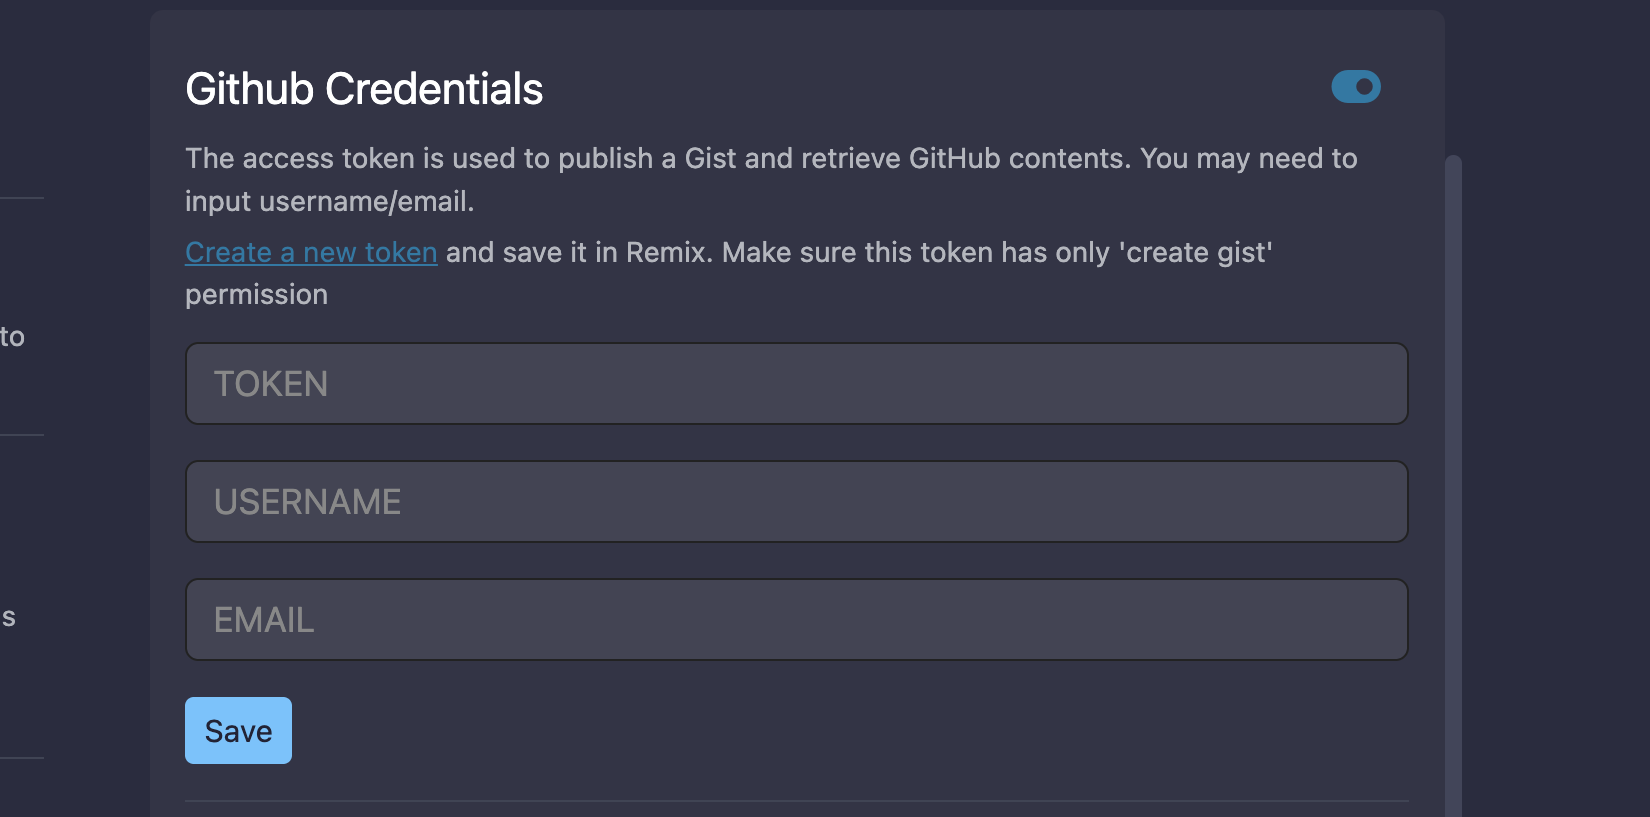 Github Credentials
The access token is used to publish a Gist and retrieve GitHub contents. You may need to
input username/email.
Create a new token and save it in Remix. Make sure this token has only 'create gist'
permission
to
TOKEN
USERNAME
EMAIL
s
Save